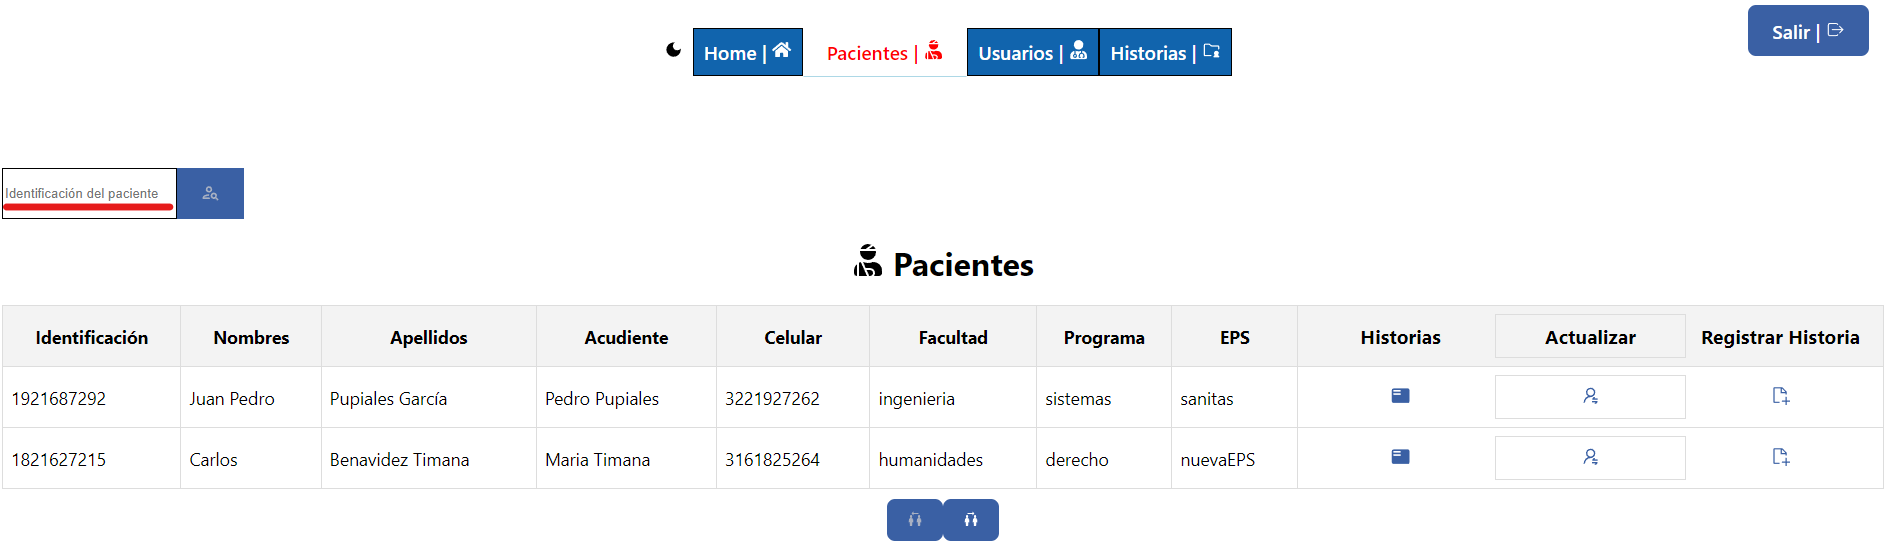 Salir |
Home | Pacientes | Usuarios | Historias |
Identificación del paciente
Pacientes
Identificación Nombres Apellidos Acudiente Celular Facultad Programa EPS Historias Actualizar Registrar Historia
1921687292 Juan Pedro Pupiales García Pedro Pupiales 3221927262 ingenieria sistemas sanitas
1821627215 Carlos Benavidez Timana Maria Timana 3161825264 humanidades derecho nuevaEPS